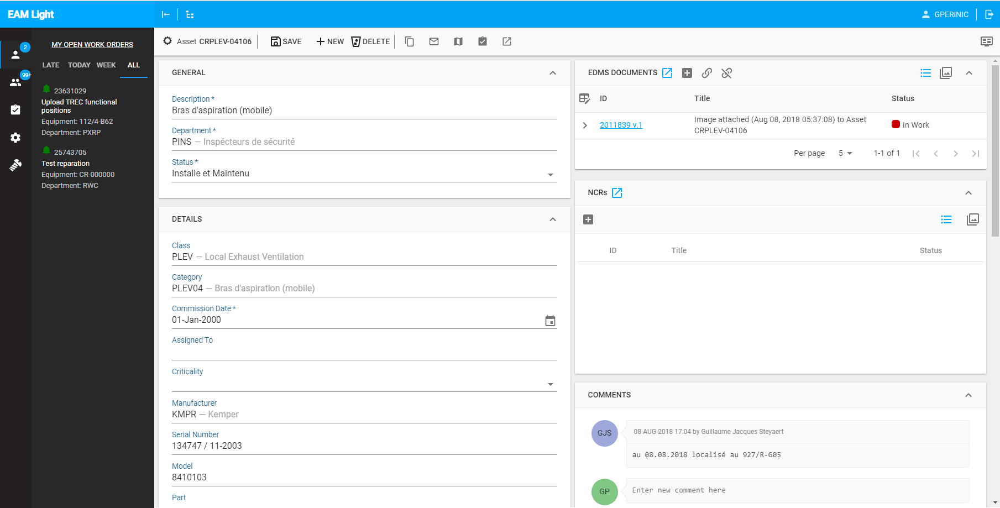 EAM Light
GPERINIC
2
99+
MY OPEN WORK ORDERS
LATE TODAY WEEK ALL
23631029
Upload TREC functional
positions
Equipment: 112/4-B62
Department: PXRP
25743705
Test reparation
Equipment: CR-000000
Department: RWC
Asset CRPLEV-04106
SAVE
NEW
DELETE
GENERAL
Description *
Bras d'aspiration (mobile)
Department *
PINS — Inspécteurs de sécurité
Status *
Installe et Maintenu
DETAILS
Class
PLEV — Local Exhaust Ventilation
Category
PLEV04 — Bras d'aspiration (mobile)
Commission Date *
01-Jan-2000
Assigned To
Criticality
Manufacturer
KMPR — Kemper
Serial Number
134747 / 11-2003
Model
8410103
Part
EDMS DOCUMENTS
ID Title Status
2011839 v.1
Image attached (Aug 08, 2018 05:37:08) to Asset
CRPLEV-04106
In Work
Per page 5 1-1 of 1
NCRs
ID Title Status
COMMENTS
GJS
08-AUG-2018 17:04 by Guillaume Jacques Steyaert
au 08.08.2018 localisé au 927/R-G05
GP
Enter new comment here